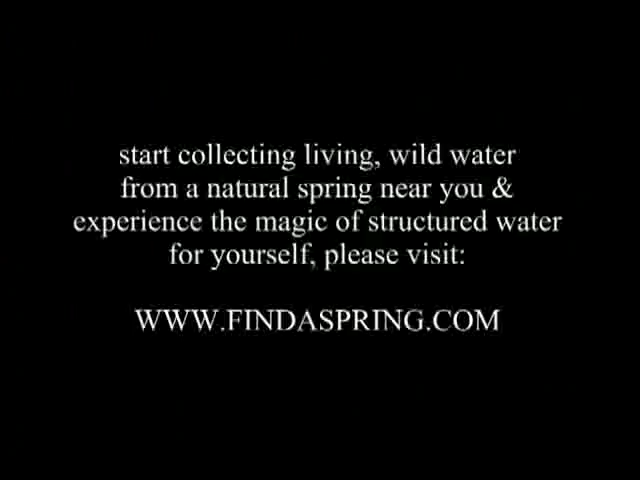 start collecting living, wild water
from a natural spring near you &
experience the magic of structured water
for yourself, please visit:
WWW.FINDASPRING.COM